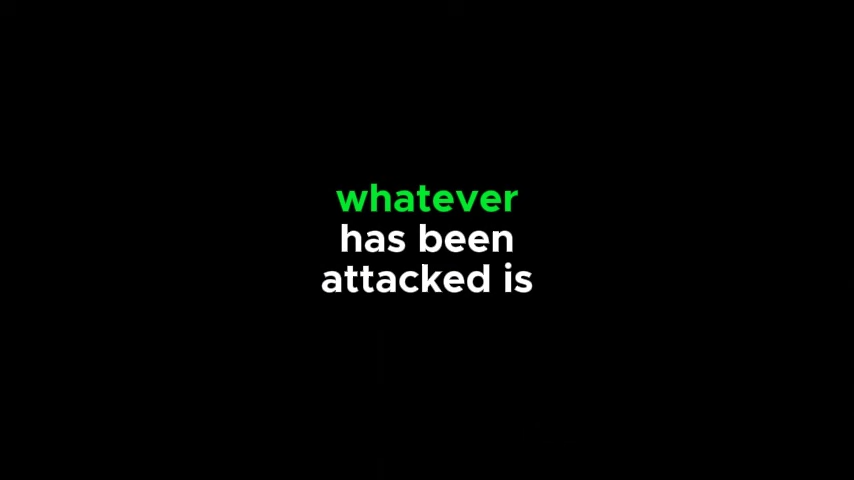 whatever
has been
attacked is